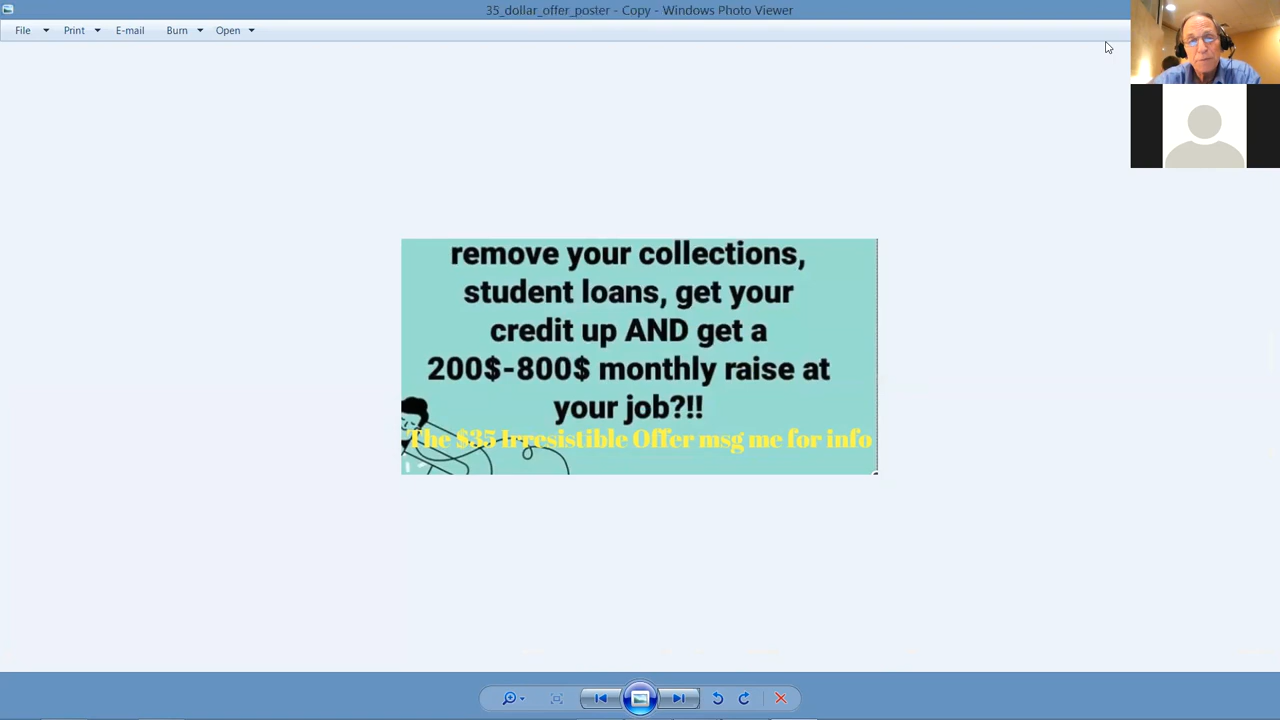 35_dollar_offer_poster - Copy - Windows Photo Viewer
File Print E-mail Burn Open
remove your collections,
student loans, get your
credit up AND get a
200$-800$ monthly raise at
your job?!!
The $35 Irresistible Offer msg me for info